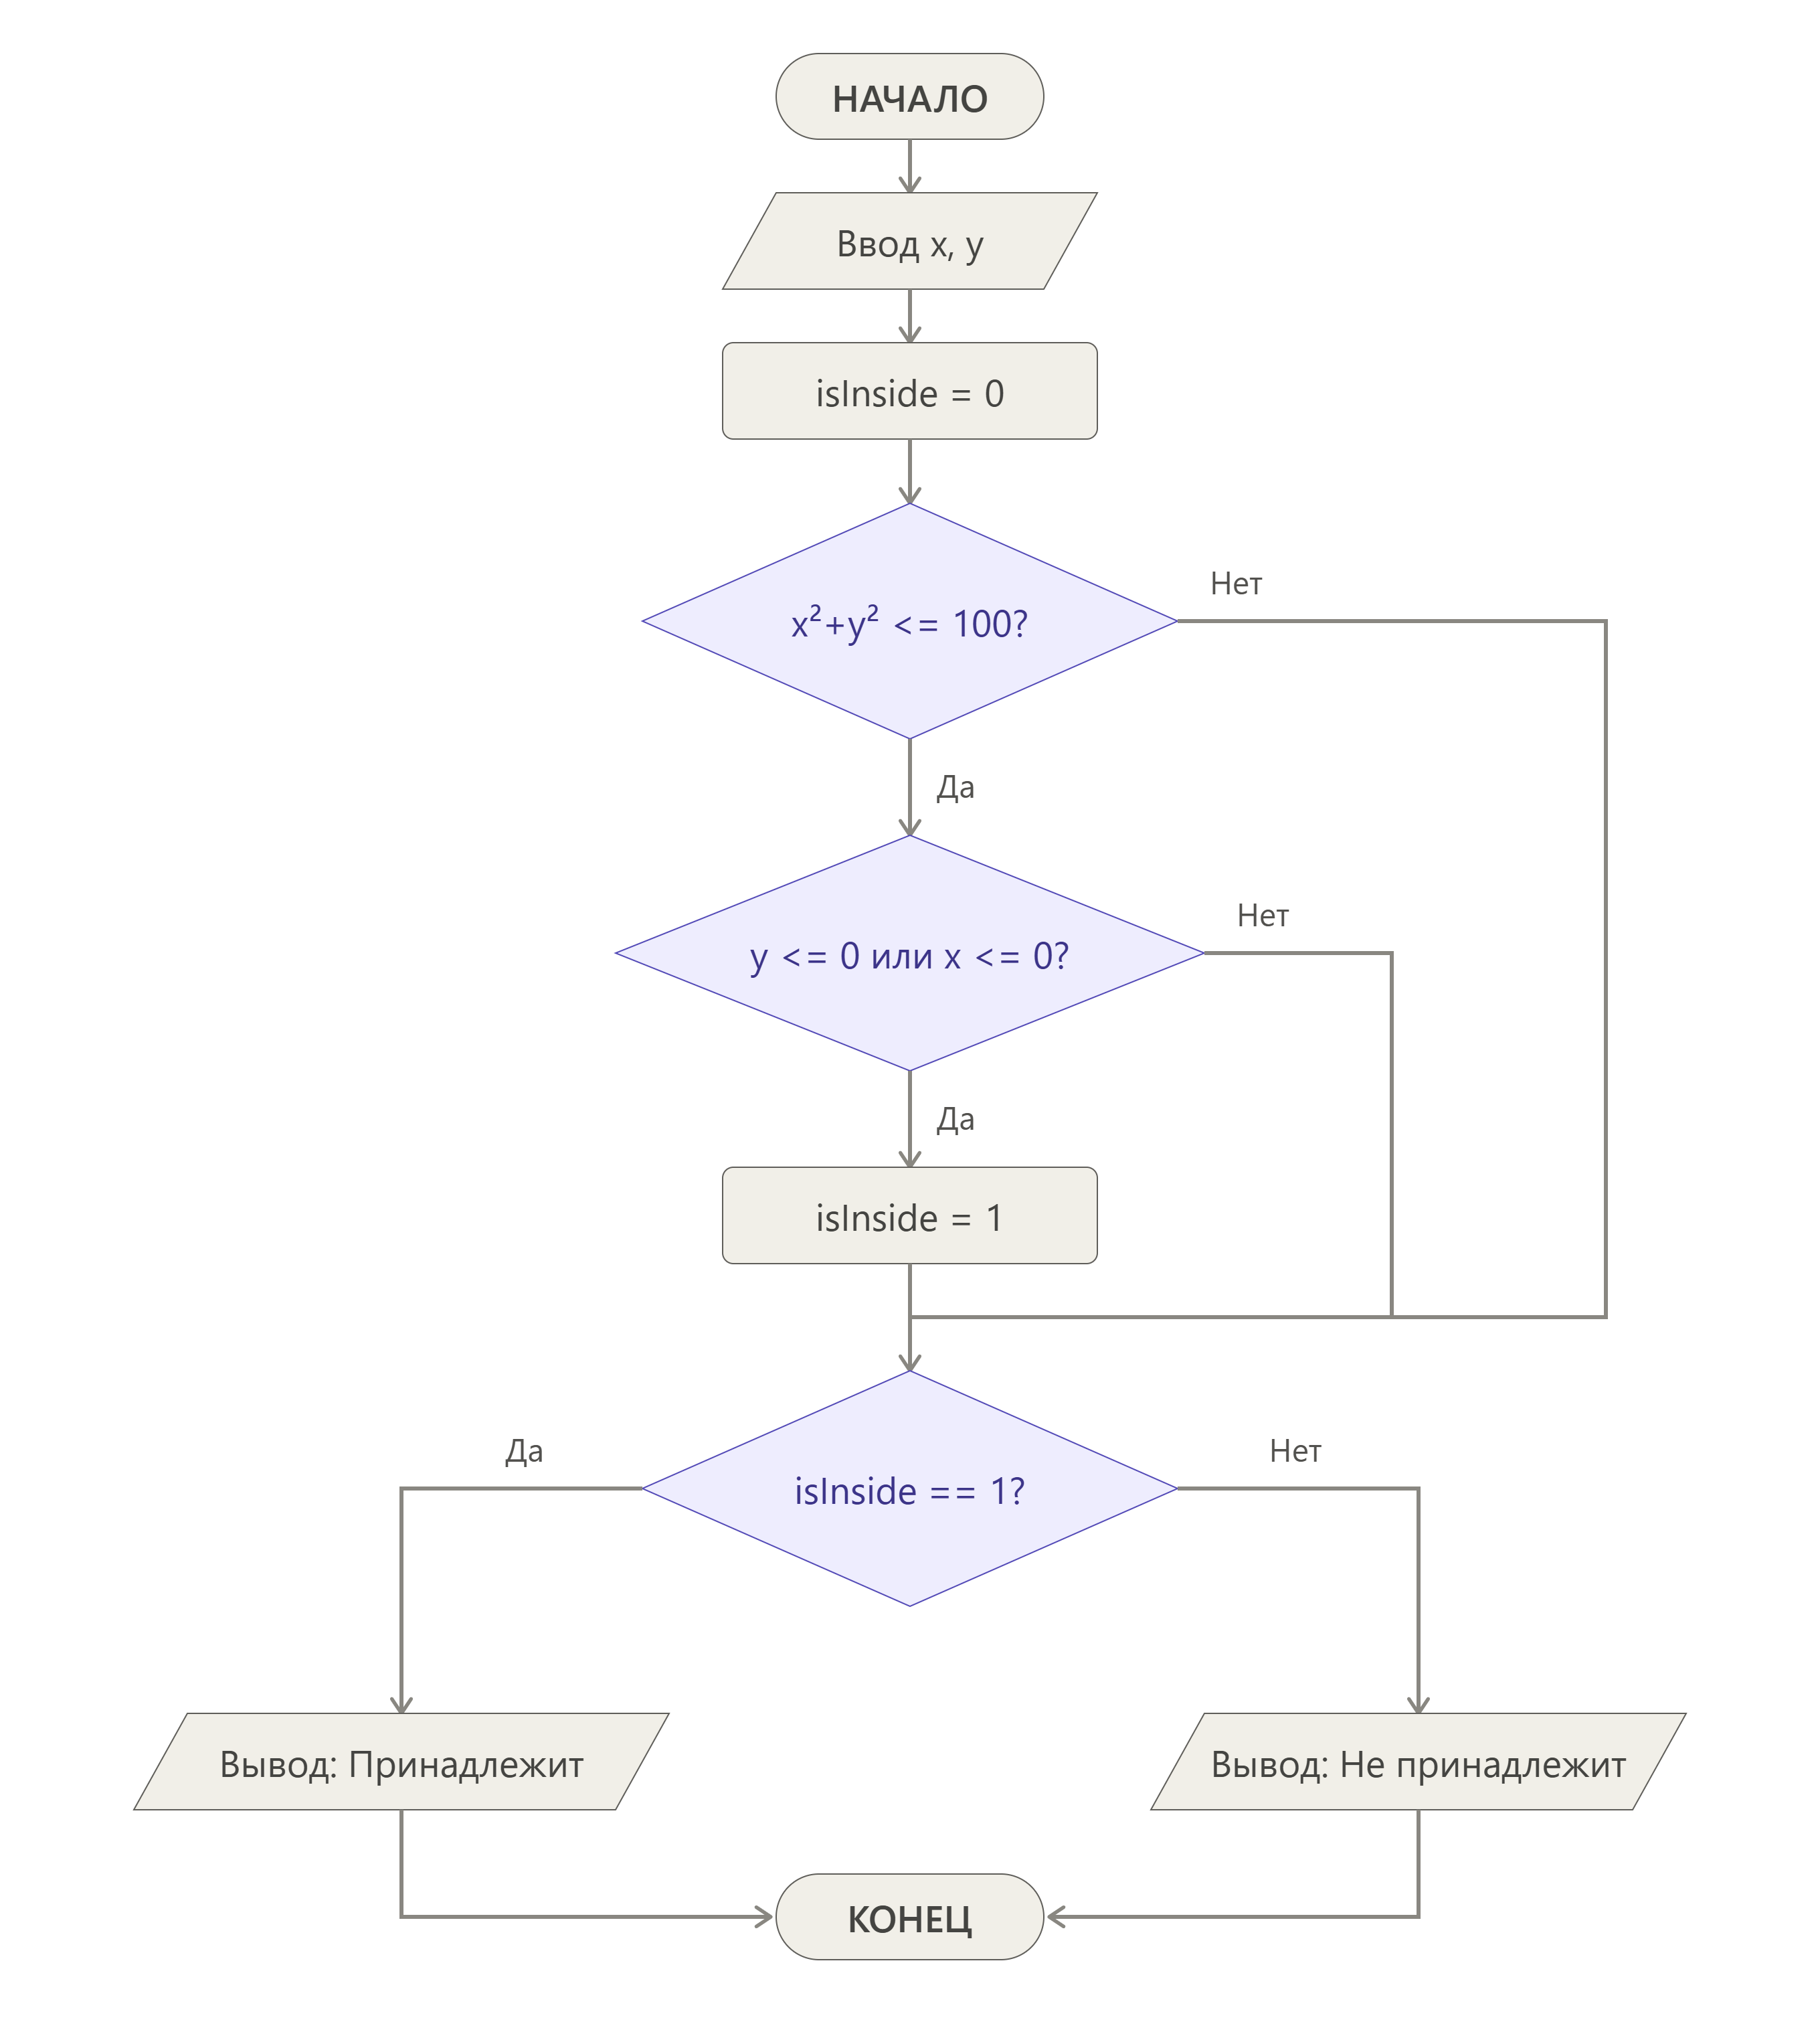 НАЧАЛО
Ввод x, y
isInside = 0
x²+y² <= 100?
Нет
Да
y <= 0 или x <= 0?
Нет
Да
isInside = 1
isInside == 1?
Да
Нет
Вывод: Принадлежит
Вывод: Не принадлежит
КОНЕЦ